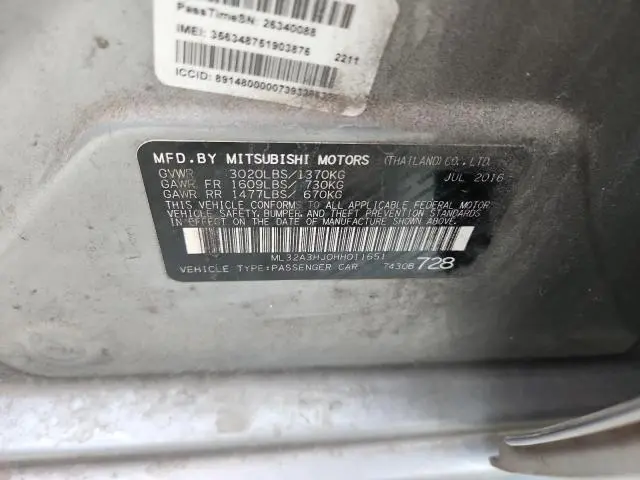 PassTimeSN: 26340088
IMEI: 356348751903875 2211
ICCID:
MFD.BY MITSUBISHI MOTORS (THAILAND)CO.,LTD.
GVWR 3020LBS/1370KG JUL 2016
GAWR FR 1609LBS/ 730KG
GAWR RR 1477LBS/ 670KG
THIS VEHICLE CONFORMS TO ALL APPLICABLE FEDERAL MOTOR
VEHICLE SAFETY, BUMPER, AND THEFT PREVENTION STANDARDS
IN EFFECT ON THE DATE OF MANUFACTURE SHOWN ABOVE.
ML32A3HJ0HH011651
VEHICLE TYPE:PASSENGER CAR 7430B 728